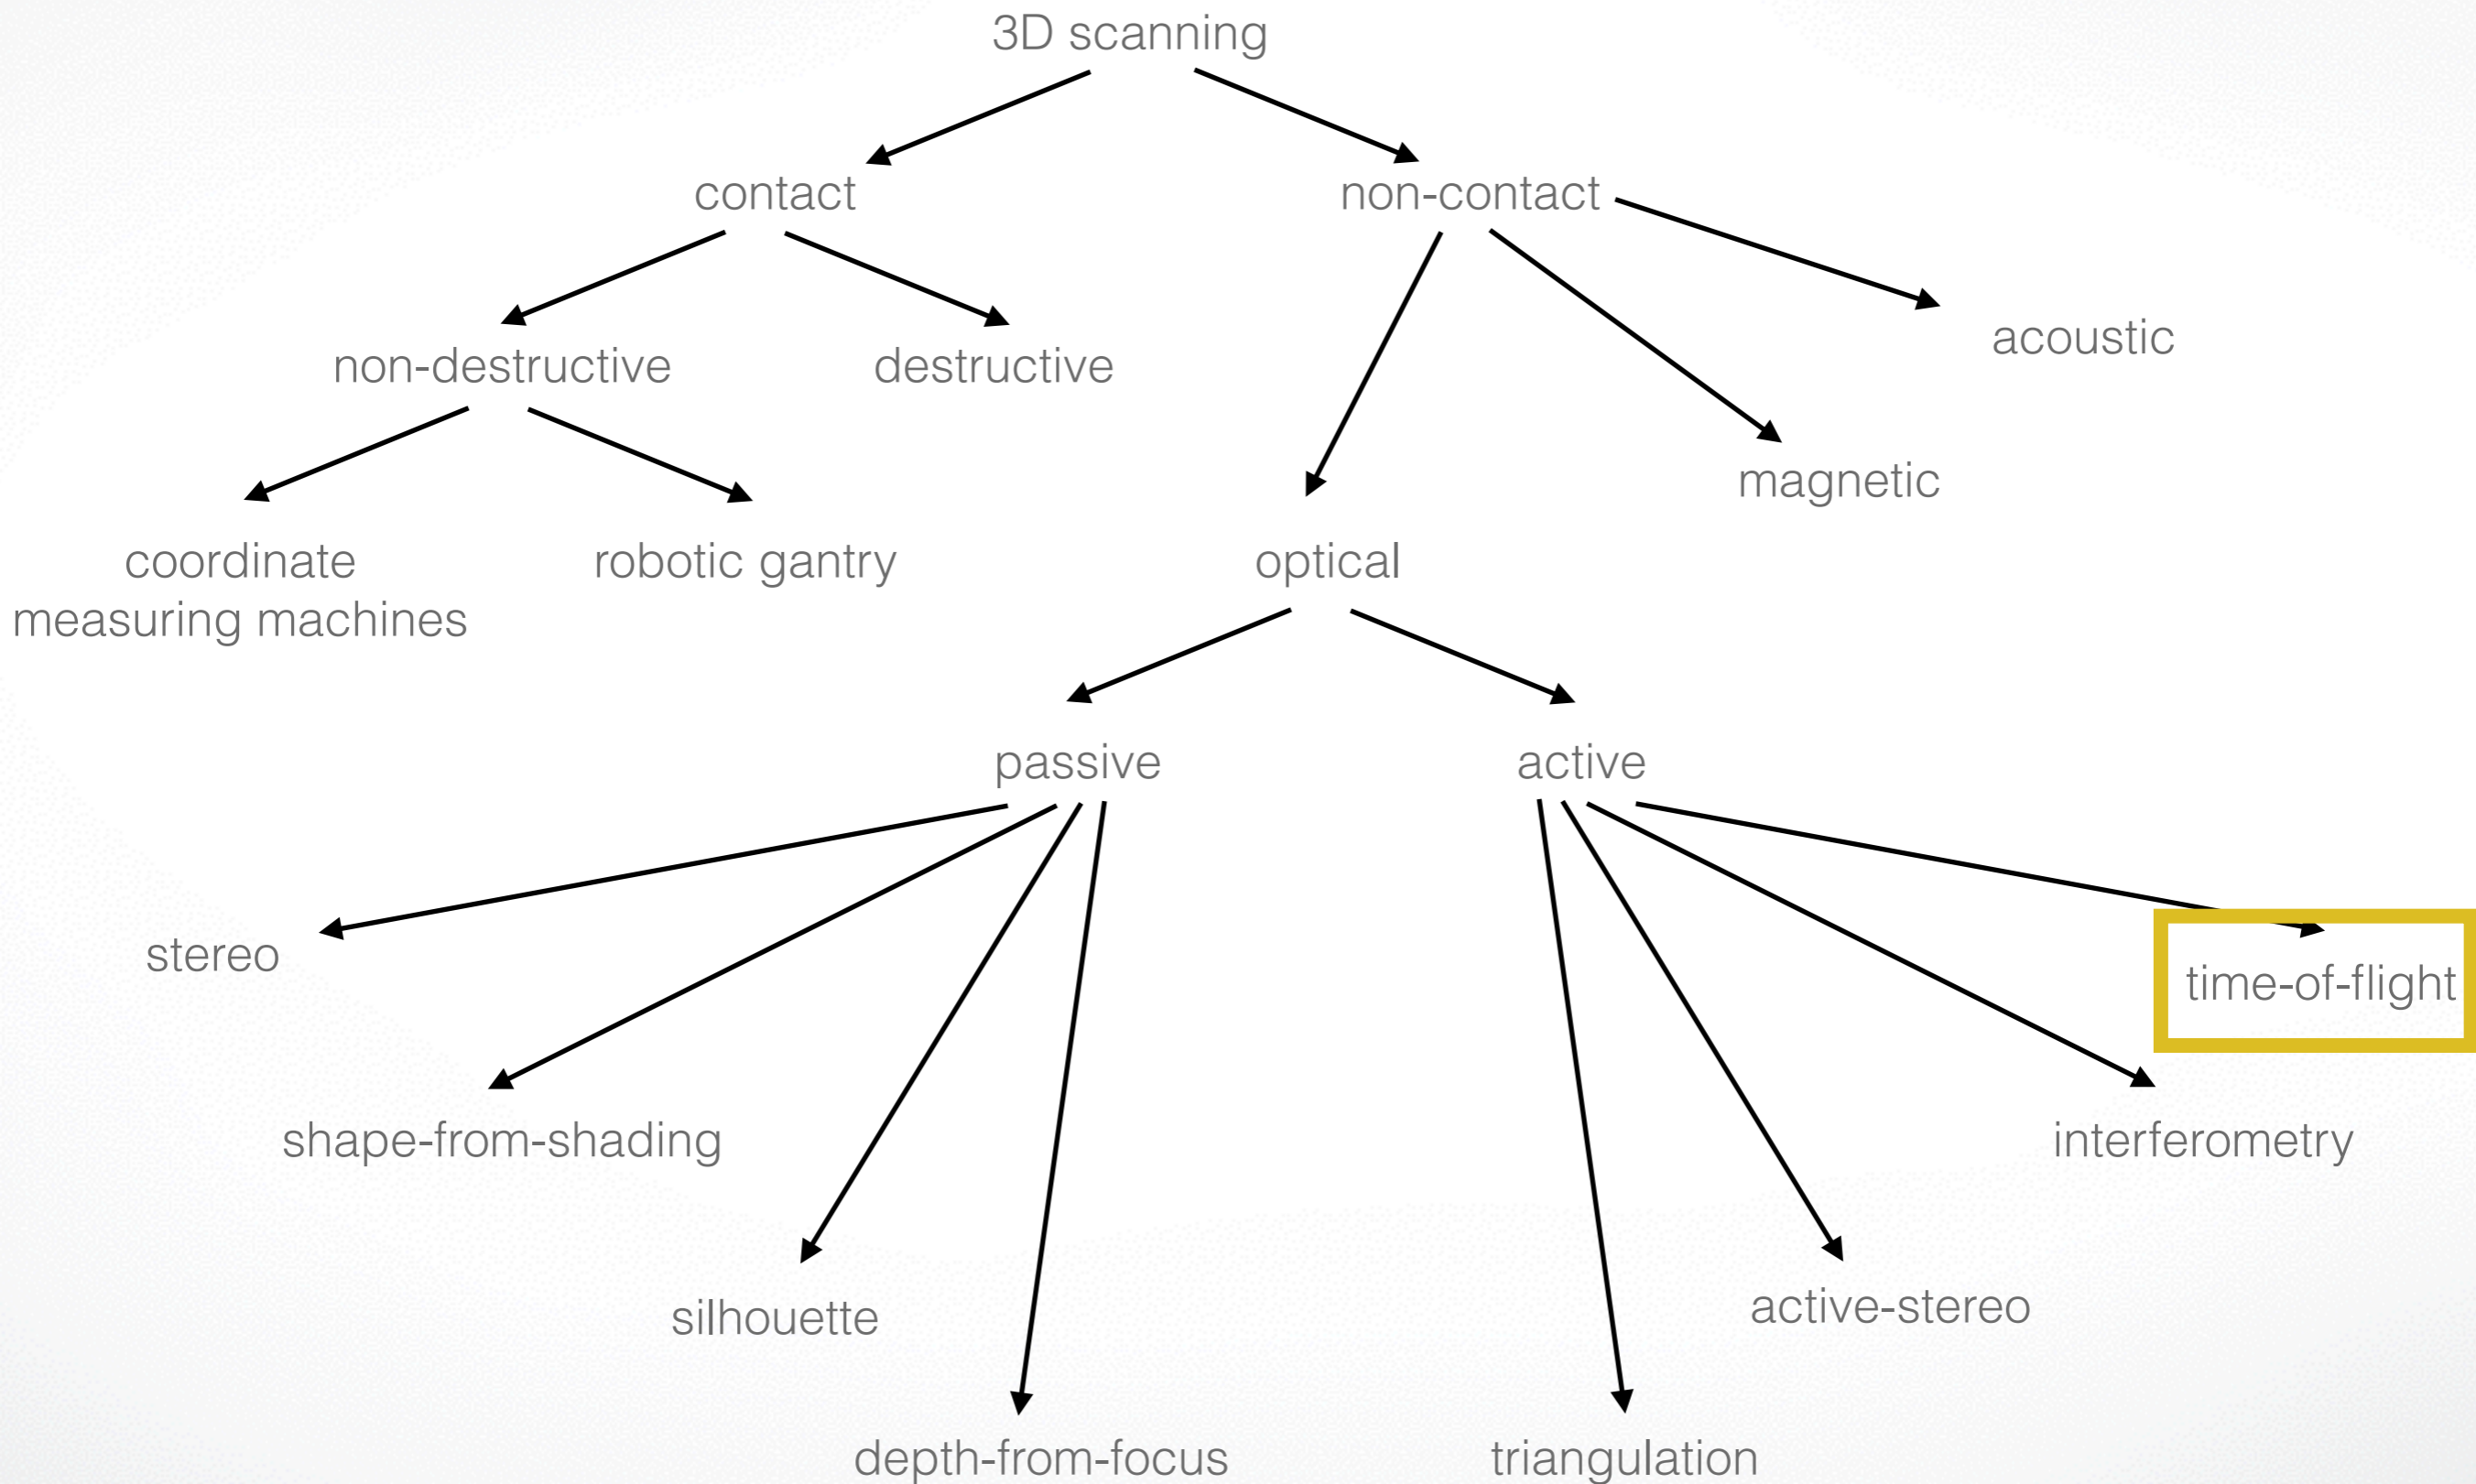 3D scanning
contact
non-contact
acoustic
non-destructive
destructive
magnetic
coordinate
measuring machines
robotic gantry
optical
passive
active
stereo
time-of-flight
shape-from-shading
interferometry
silhouette
active-stereo
depth-from-focus
triangulation